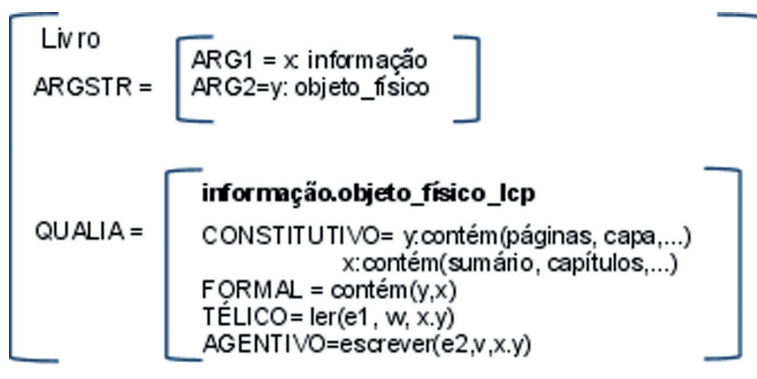 Livro
ARGSTR =
ARG1 = x: informação
ARG2=y: objeto_físico
QUALIA =
informação.objeto_físico_lcp
CONSTITUTIVO= y:contém(páginas, capa,...)
x:contém(sumário, capítulos,...)
FORMAL = contém(y,x)
TÉLICO= ler(e1, w, x.y)
AGENTIVO=escrever(e2,v,x.y)